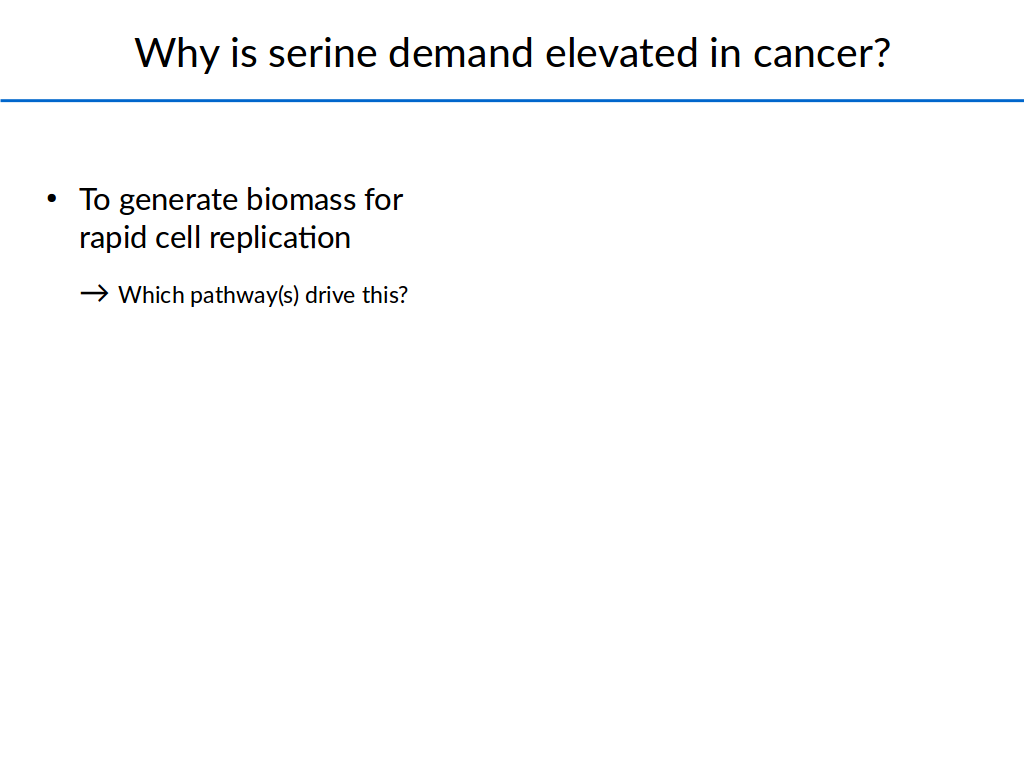 Why is serine demand elevated in cancer?
• To generate biomass for
rapid cell replication
→ Which pathway(s) drive this?